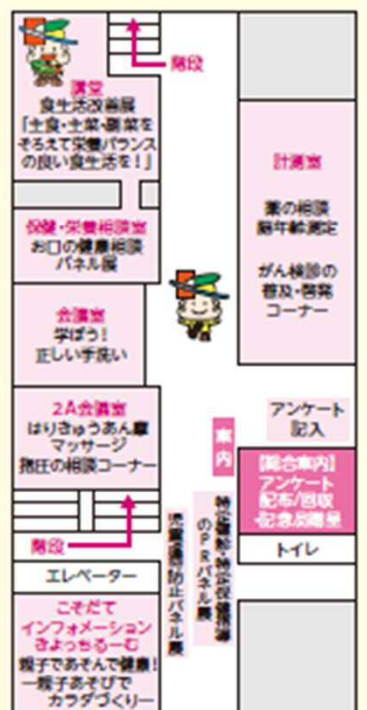 階段
講堂
食生活改善展
「主食・主菜・副菜を
そろえて栄養バランス
の良い食生活を！」
保健・栄養相談室
お口の健康相談
パネル展
会議室
学ぼう！
正しい手洗い
2A会議室
はりきゅうあん摩
マッサージ
指圧の相談コーナー
階段
エレベーター
こそだて
インフォメーション
きよっちるーむ
親子であそんで健康！
―親子あそびで
カラダづくり―
計測室
薬の相談
脳年齢測定
がん検診の
普及・啓発
コーナー
アンケート
記入
案内
【総合案内】
アンケート
配布/回収
・記念品贈呈
トイレ
特定健診・特定保健指導
のPRパネル展
児童虐待防止パネル展